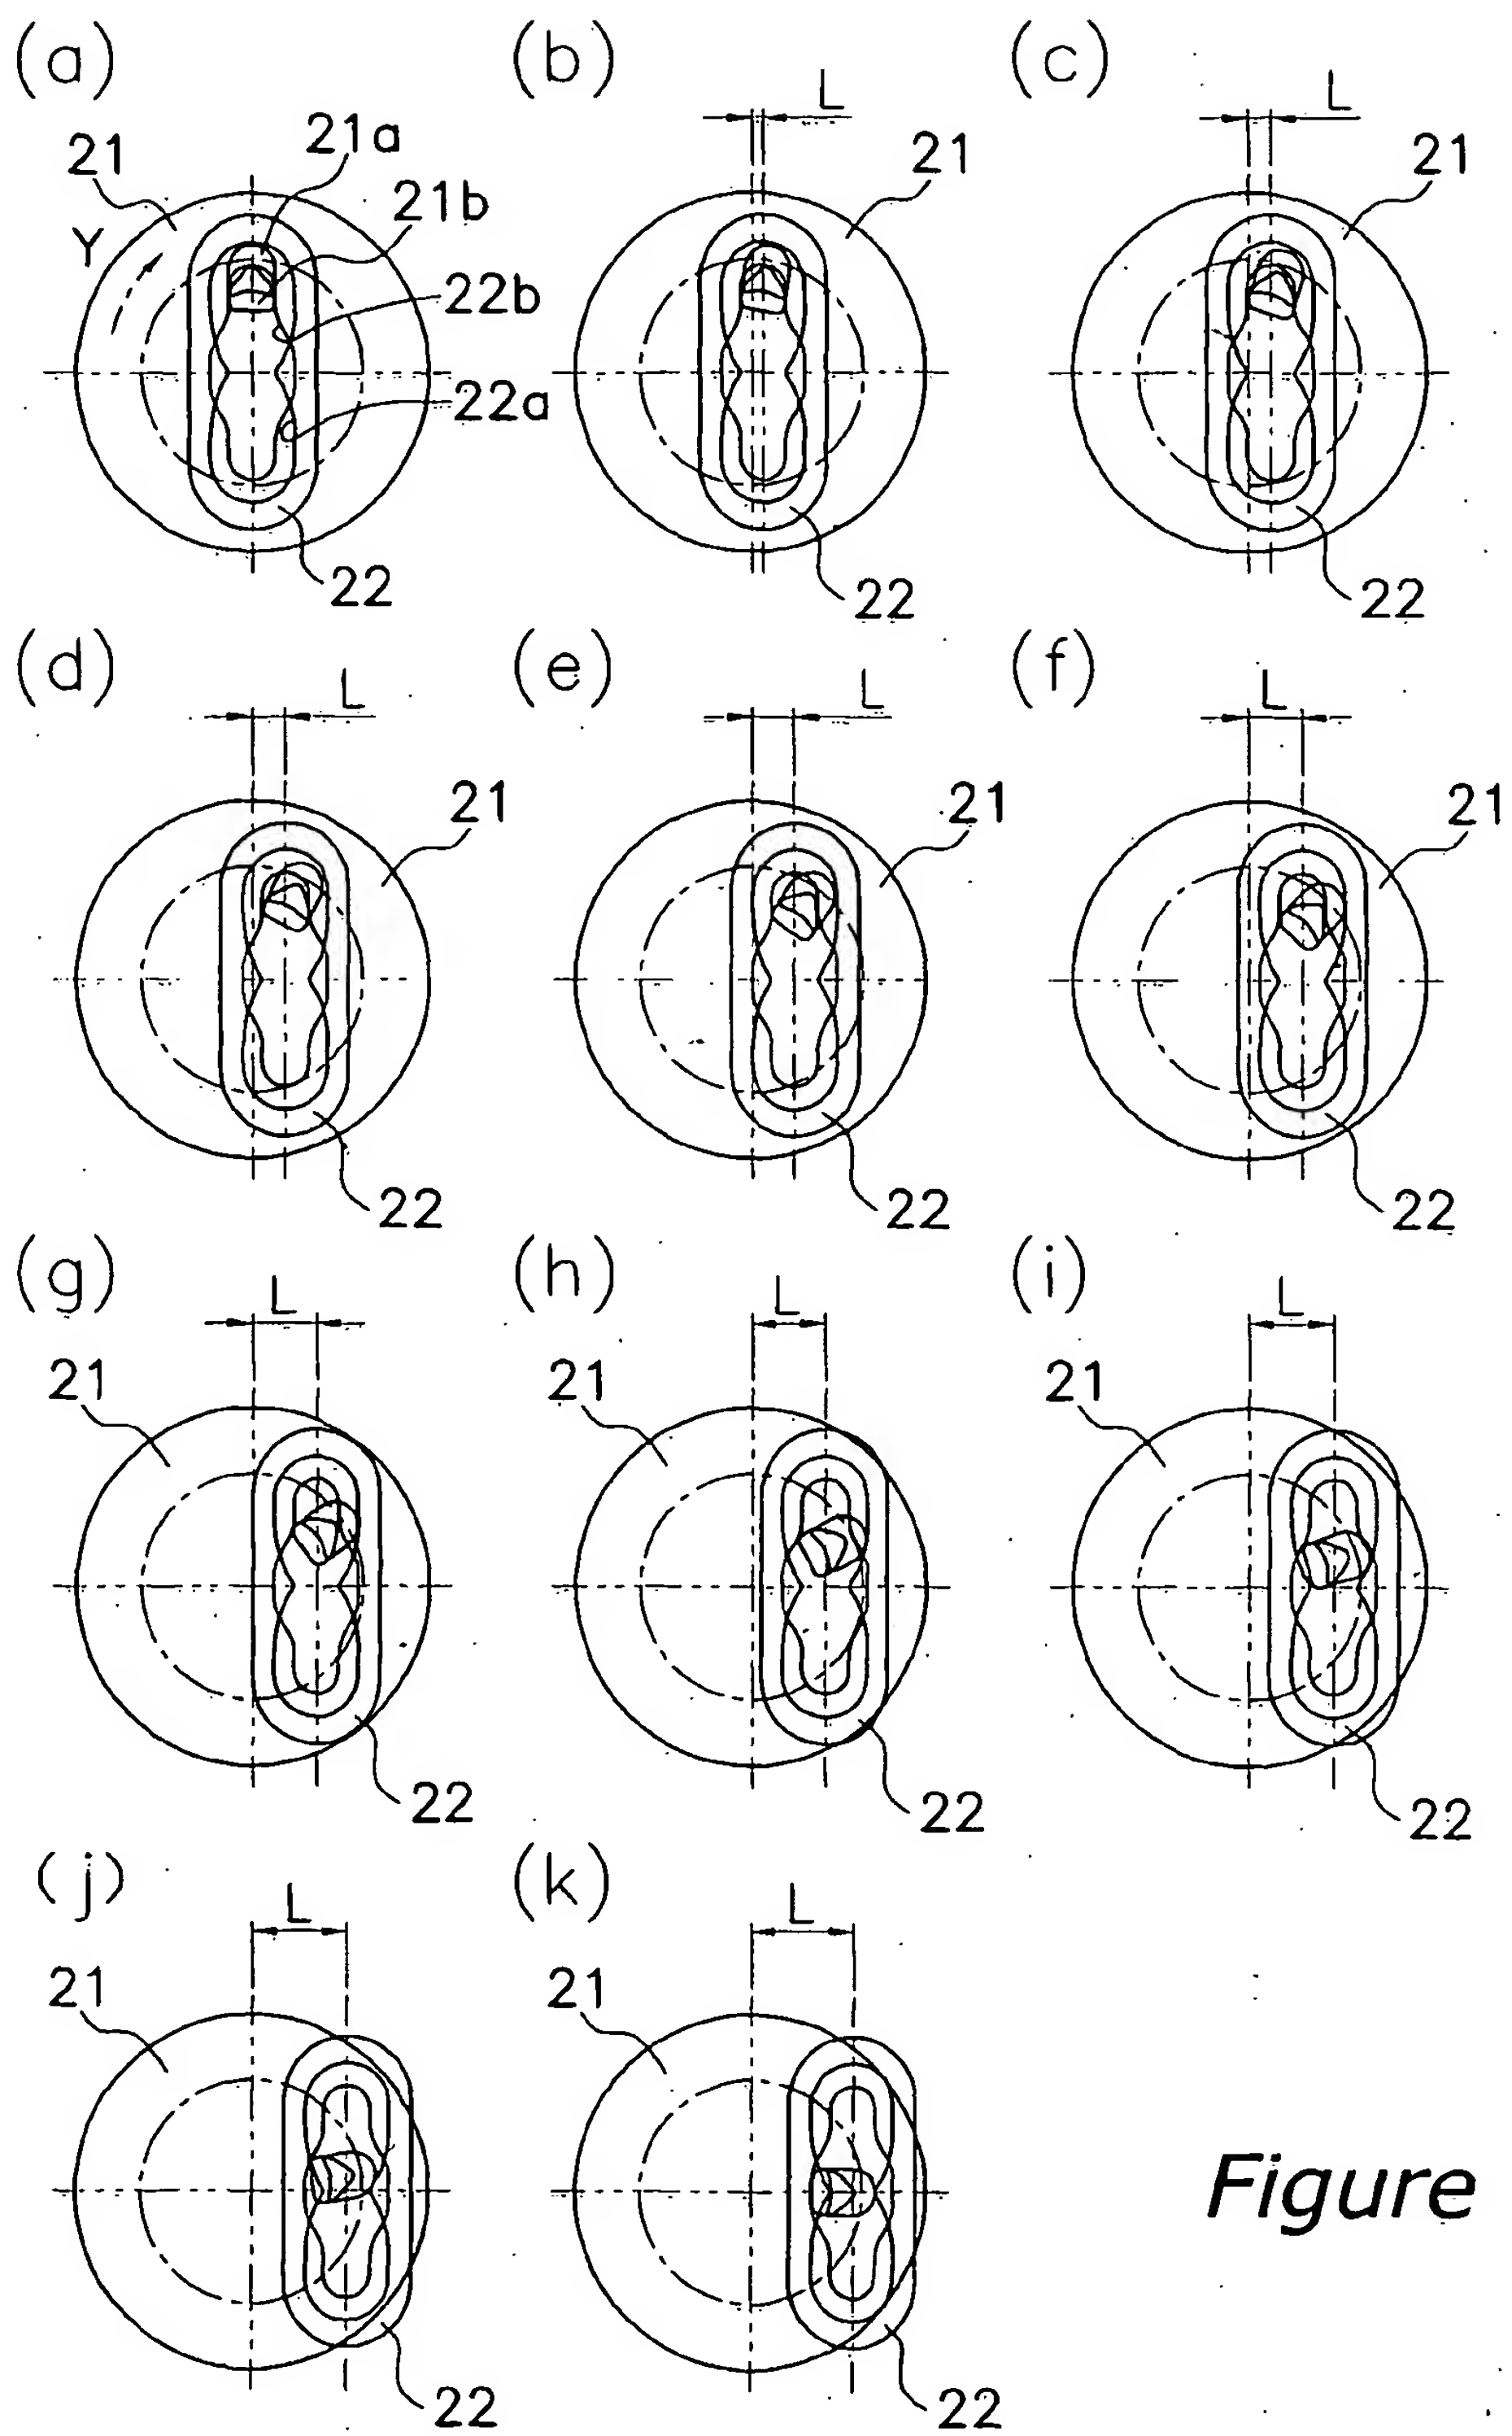 (a) (b) (c)
L L
21 21a 21 21
21b
Y
22b
22a
22 22 22
(d) (e) (f)
L L L
21 21 21
22 22 22
(g) (h) (i)
L L L
21 21 21
22 22 22
(j) (k)
L L
21 21
Figure
22 22